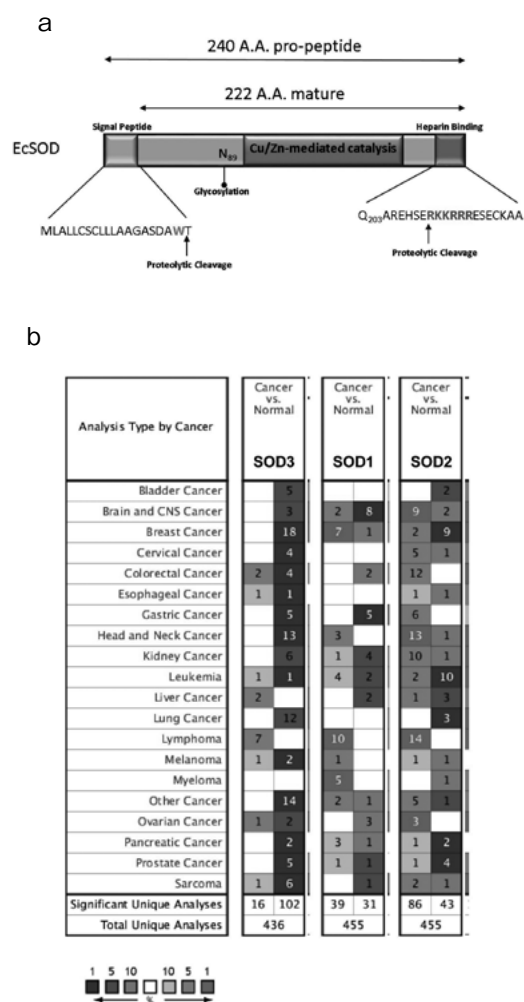 a
240 A.A. pro-peptide
222 A.A. mature
Signal Peptide Heparin Binding
EcSOD N89 Cu/Zn-mediated catalysis
Glycosylation
MLALLCSCLLLAAGASDAWT Q203AREHSERKKRRRESECKAA
Proteolytic Cleavage Proteolytic Cleavage
b
Cancer Cancer Cancer
vs. vs. vs.
Normal Normal Normal
Analysis Type by Cancer
SOD3 SOD1 SOD2
Bladder Cancer 5 2
Brain and CNS Cancer 3 2 8 9 2
Breast Cancer 18 7 1 2 9
Cervical Cancer 4 5 1
Colorectal Cancer 2 4 2 12
Esophageal Cancer 1 1 1 1
Gastric Cancer 5 5 6
Head and Neck Cancer 13 3 13 1
Kidney Cancer 6 1 4 10 1
Leukemia 1 1 4 2 2 10
Liver Cancer 2 2 1 3
Lung Cancer 12 3
Lymphoma 7 10 14
Melanoma 1 2 1 1 1
Myeloma 5 1
Other Cancer 14 2 1 5 1
Ovarian Cancer 1 2 3 3
Pancreatic Cancer 2 3 1 1 2
Prostate Cancer 5 1 1 1 4
Sarcoma 1 6 1 2 1
Significant Unique Analyses 16 102 39 31 86 43
Total Unique Analyses 436 455 455
1 5 10 10 5 1
%